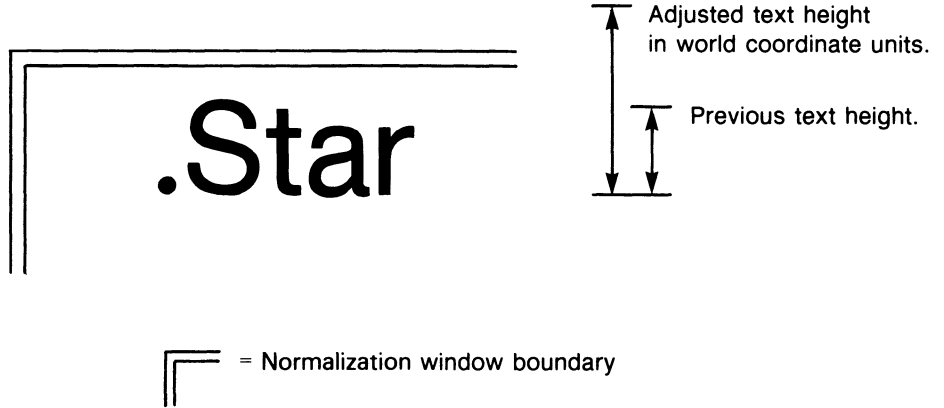 Adjusted text height
in world coordinate units.
Previous text height.
.Star
= Normalization window boundary